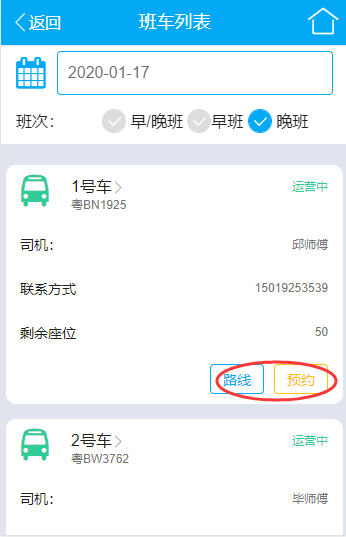 返回 班车列表
2020-01-17
班次: 早/晚班 早班 晚班
1号车 运营中
粤BN1925
司机: 邱师傅
联系方式 15019253539
剩余座位 50
路线 预约
2号车 运营中
粤BW3762
司机: 毕师傅